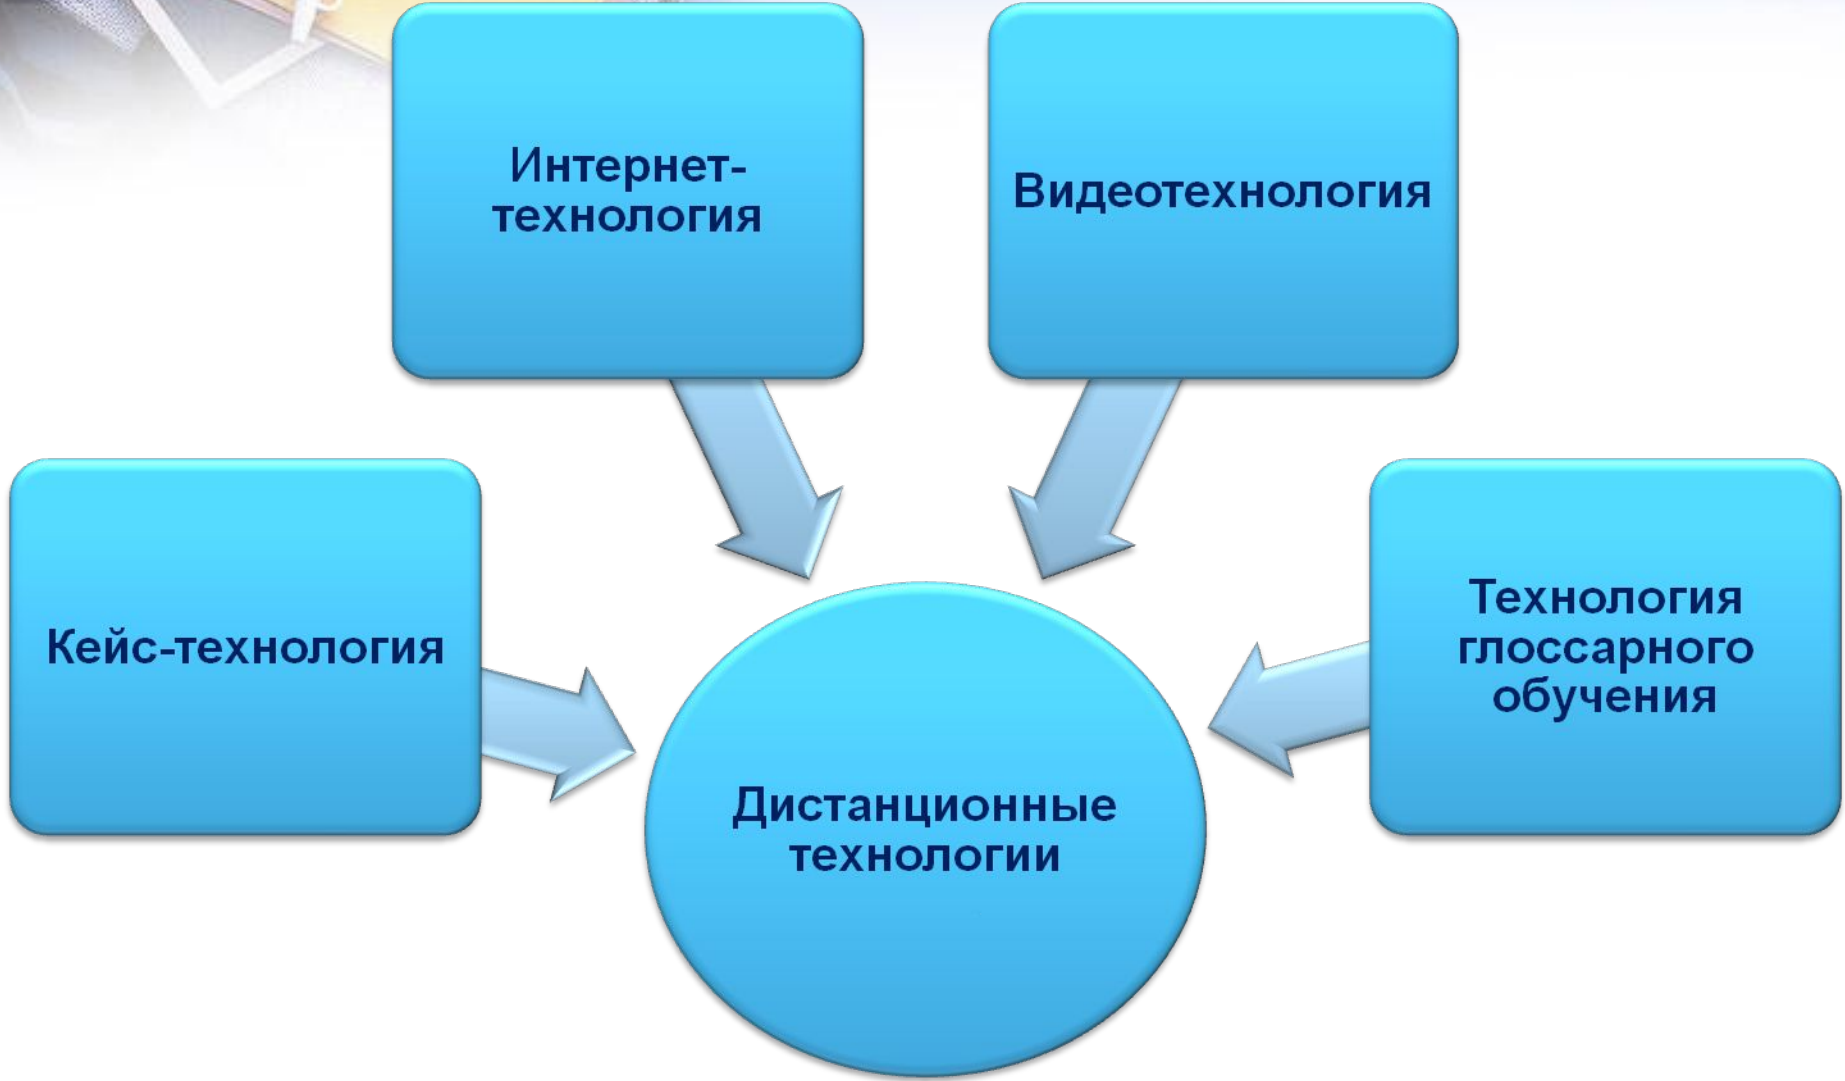 Интернет-
технология
Видеотехнология
Кейс-технология
Технология
глоссарного
обучения
Дистанционные
технологии